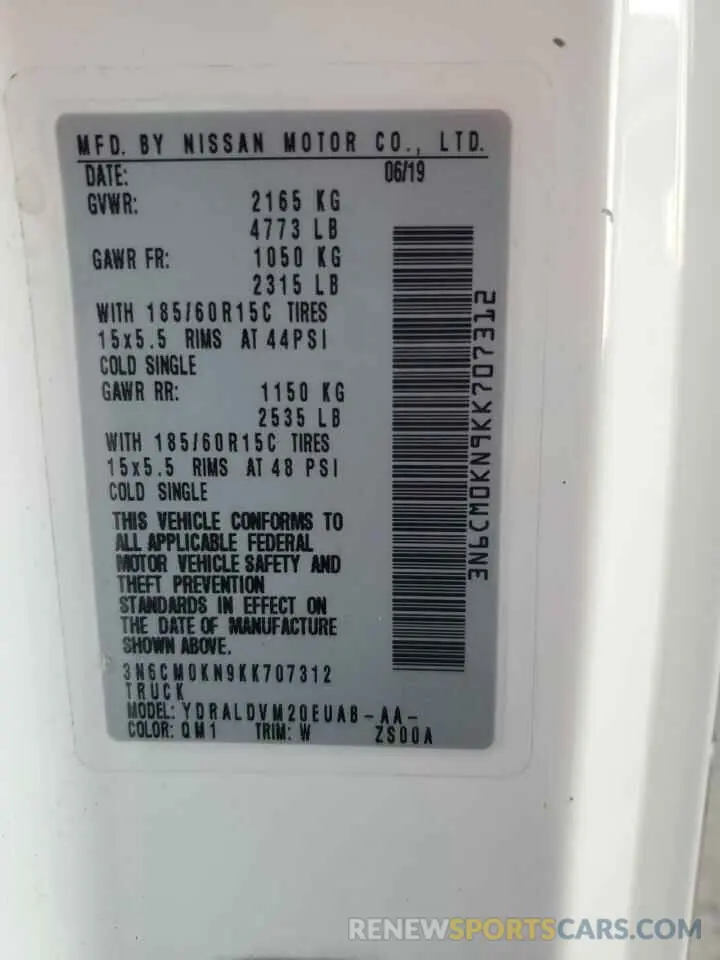 MFD. BY NISSAN MOTOR CO., LTD.
DATE: 06/19
GVWR: 2165 KG
4773 LB
GAWR FR: 1050 KG
2315 LB
WITH 185/60R15C TIRES
15x5.5 RIMS AT 44PSI
COLD SINGLE
GAWR RR: 1150 KG
2535 LB
WITH 185/60R15C TIRES
15x5.5 RIMS AT 48 PSI
COLD SINGLE
THIS VEHICLE CONFORMS TO
ALL APPLICABLE FEDERAL
MOTOR VEHICLE SAFETY AND
THEFT PREVENTION
STANDARDS IN EFFECT ON
THE DATE OF MANUFACTURE
SHOWN ABOVE.
3N6CM0KN9KK707312
TRUCK
MODEL: YDRALDVM20EUAB-AA-
COLOR: QM1 TRIM: W ZS00A
3N6CM0KN9KK707312
RENEWSPORTSCARS.COM